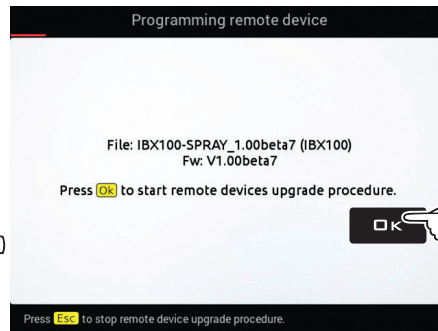 Programming remote device
File: IBX100-SPRAY_1.00beta7 (IBX100)
Fw: V1.00beta7
Press Ok to start remote devices upgrade procedure.
OK
Press Esc to stop remote device upgrade procedure.